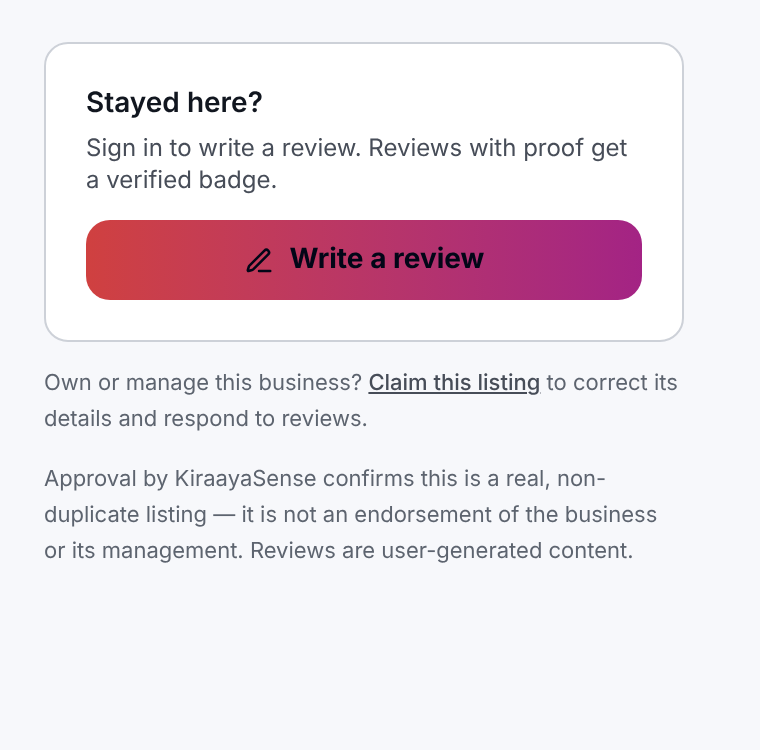 Stayed here?
Sign in to write a review. Reviews with proof get
a verified badge.
Write a review
Own or manage this business? Claim this listing to correct its
details and respond to reviews.
Approval by KiraayaSense confirms this is a real, non-
duplicate listing — it is not an endorsement of the business
or its management. Reviews are user-generated content.